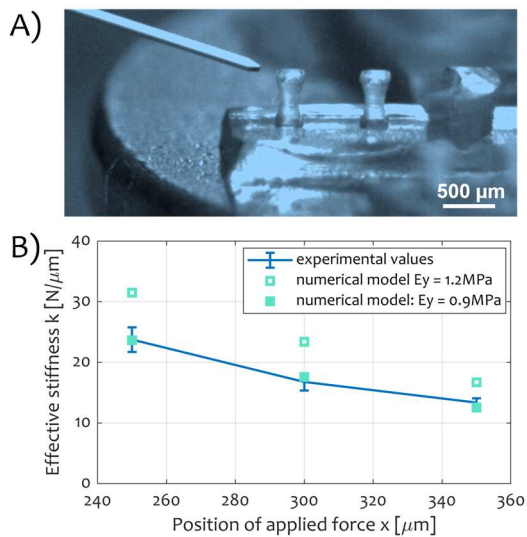 A)
500 µm
B)
Effective stiffness k [N/µm]
40
30
20
10
0
experimental values
numerical model Ey = 1.2MPa
numerical model: Ey = 0.9MPa
240 260 280 300 320 340 360
Position of applied force x [µm]